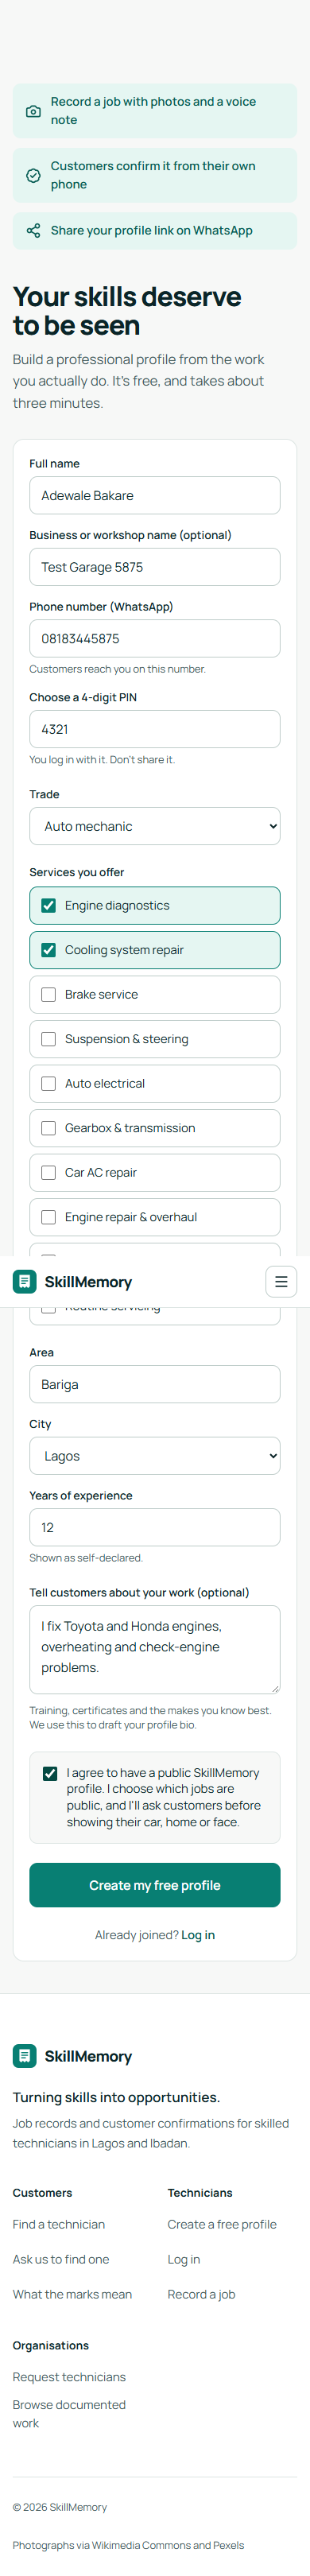 Record a job with photos and a voice
note
Customers confirm it from their own
phone
Share your profile link on WhatsApp
Your skills deserve
to be seen
Build a professional profile from the work
you actually do. It's free, and takes about
three minutes.
Full name
Adewale Bakare
Business or workshop name (optional)
Test Garage 5875
Phone number (WhatsApp)
08183445875
Customers reach you on this number.
Choose a 4-digit PIN
4321
You log in with it. Don't share it.
Trade
Auto mechanic
Services you offer
Engine diagnostics
Cooling system repair
Brake service
Suspension & steering
Auto electrical
Gearbox & transmission
Car AC repair
Engine repair & overhaul
SkillMemory
Routine servicing
Area
Bariga
City
Lagos
Years of experience
12
Shown as self-declared.
Tell customers about your work (optional)
I fix Toyota and Honda engines,
overheating and check-engine
problems.
Training, certificates and the makes you know best.
We use this to draft your profile bio.
I agree to have a public SkillMemory
profile. I choose which jobs are
public, and I'll ask customers before
showing their car, home or face.
Create my free profile
Already joined? Log in
SkillMemory
Turning skills into opportunities.
Job records and customer confirmations for skilled
technicians in Lagos and Ibadan.
Customers
Find a technician
Ask us to find one
What the marks mean
Technicians
Create a free profile
Log in
Record a job
Organisations
Request technicians
Browse documented
work
© 2026 SkillMemory
Photographs via Wikimedia Commons and Pexels